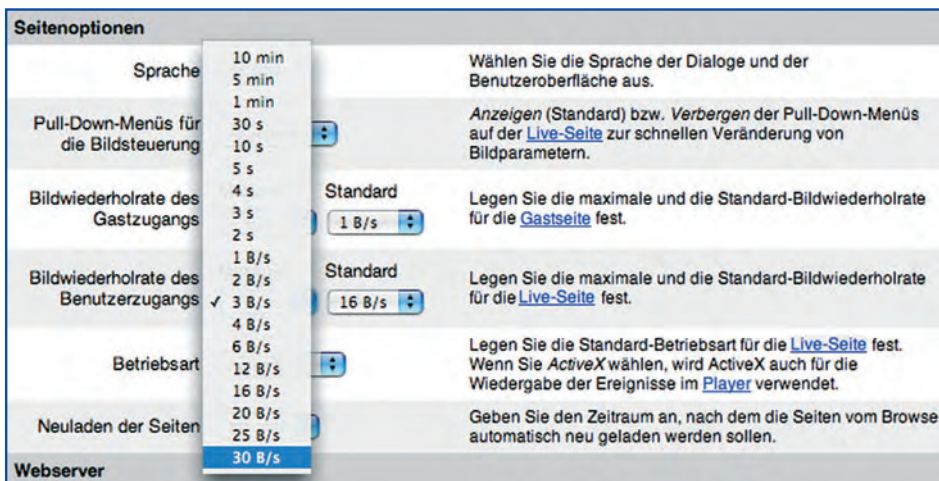 Seitenoptionen
Sprache
Wählen Sie die Sprache der Dialoge und der
Benutzeroberfläche aus.
Pull-Down-Menüs für
die Bildsteuerung
Anzeigen (Standard) bzw. Verbergen der Pull-Down-Menüs
auf der Live-Seite zur schnellen Veränderung von
Bildparametern.
Bildwiederholrate des
Gastzugangs
Standard
1 B/s
Legen Sie die maximale und die Standard-Bildwiederholrate
für die Gastseite fest.
Bildwiederholrate des
Benutzerzugangs
Standard
16 B/s
Legen Sie die maximale und die Standard-Bildwiederholrate
für die Live-Seite fest.
Betriebsart
Legen Sie die Standard-Betriebsart für die Live-Seite fest.
Wenn Sie ActiveX wählen, wird ActiveX auch für die
Wiedergabe der Ereignisse im Player verwendet.
Neuladen der Seiten
Geben Sie den Zeitraum an, nach dem die Seiten vom Browse
automatisch neu geladen werden sollen.
Webserver
10 min
5 min
1 min
30 s
10 s
5 s
4 s
3 s
2 s
1 B/s
2 B/s
✓ 3 B/s
4 B/s
6 B/s
12 B/s
16 B/s
20 B/s
25 B/s
30 B/s